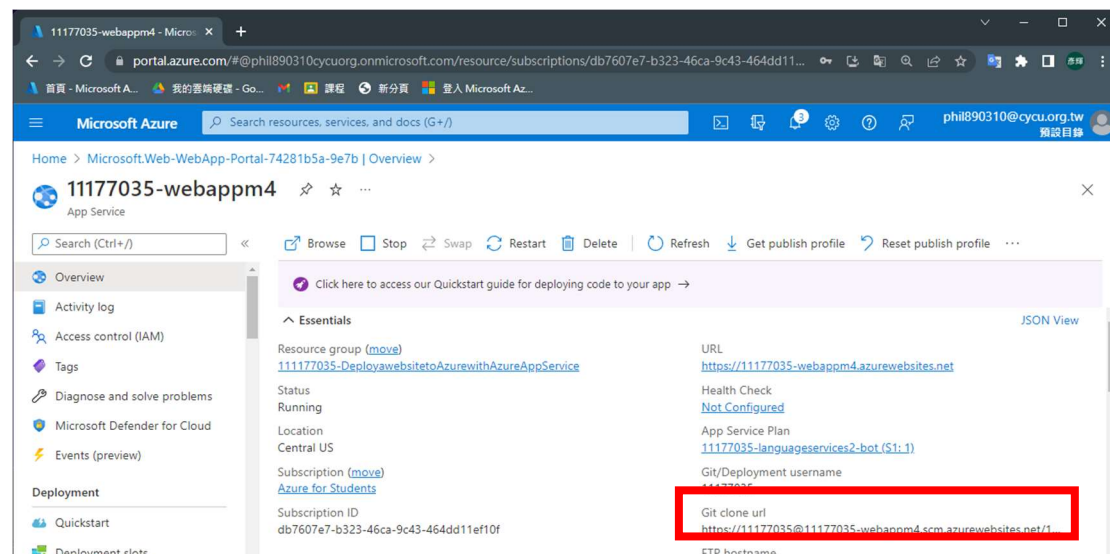 11177035-webappm4 - Micros
portal.azure.com/#@phil890310cycuorg.onmicrosoft.com/resource/subscriptions/db7607e7-b323-46ca-9c43-464dd11...
首頁 - Microsoft A...
我的雲端硬碟 - Go...
課程
新分頁
登入 Microsoft Az...
Microsoft Azure
Search resources, services, and docs (G+/)
3
phil890310@cycu.org.tw
預設目錄
Home > Microsoft.Web-WebApp-Portal-74281b5a-9e7b | Overview >
11177035-webappm4
App Service
Search (Ctrl+/)
Browse
Stop
Swap
Restart
Delete
Refresh
Get publish profile
Reset publish profile
Overview
Activity log
Access control (IAM)
Tags
Diagnose and solve problems
Microsoft Defender for Cloud
Events (preview)
Deployment
Quickstart
Deployment slots
Click here to access our Quickstart guide for deploying code to your app →
Essentials
JSON View
Resource group (move)
111177035-DeployawebsitetoAzurewithAzureAppService
Status
Running
Location
Central US
Subscription (move)
Azure for Students
Subscription ID
db7607e7-b323-46ca-9c43-464dd11ef10f
URL
https://11177035-webappm4.azurewebsites.net
Health Check
Not Configured
App Service Plan
11177035-languageservices2-bot (S1: 1)
Git/Deployment username
11177035
Git clone url
https://11177035@11177035-webappm4.scm.azurewebsites.net/1...
FTP hostname